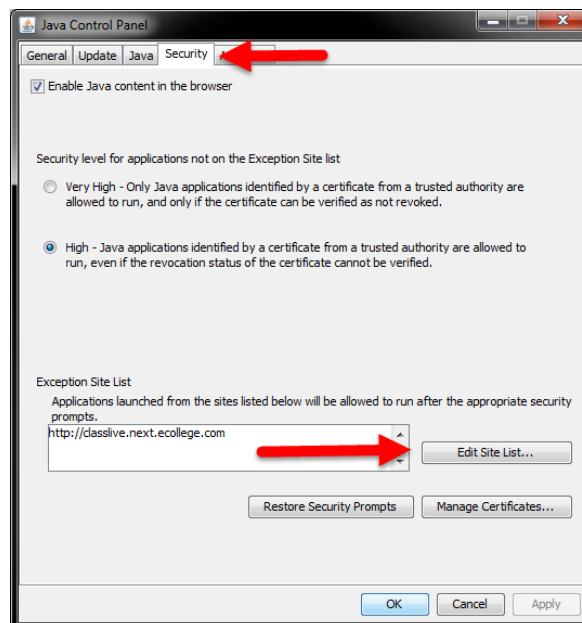 Java Control Panel
General Update Java Security
Enable Java content in the browser
Security level for applications not on the Exception Site list
Very High - Only Java applications identified by a certificate from a trusted authority are
allowed to run, and only if the certificate can be verified as not revoked.
High - Java applications identified by a certificate from a trusted authority are allowed to
run, even if the revocation status of the certificate cannot be verified.
Exception Site List
Applications launched from the sites listed below will be allowed to run after the appropriate security
prompts.
http://classlive.next.ecollege.com
Edit Site List...
Restore Security Prompts Manage Certificates...
OK Cancel Apply